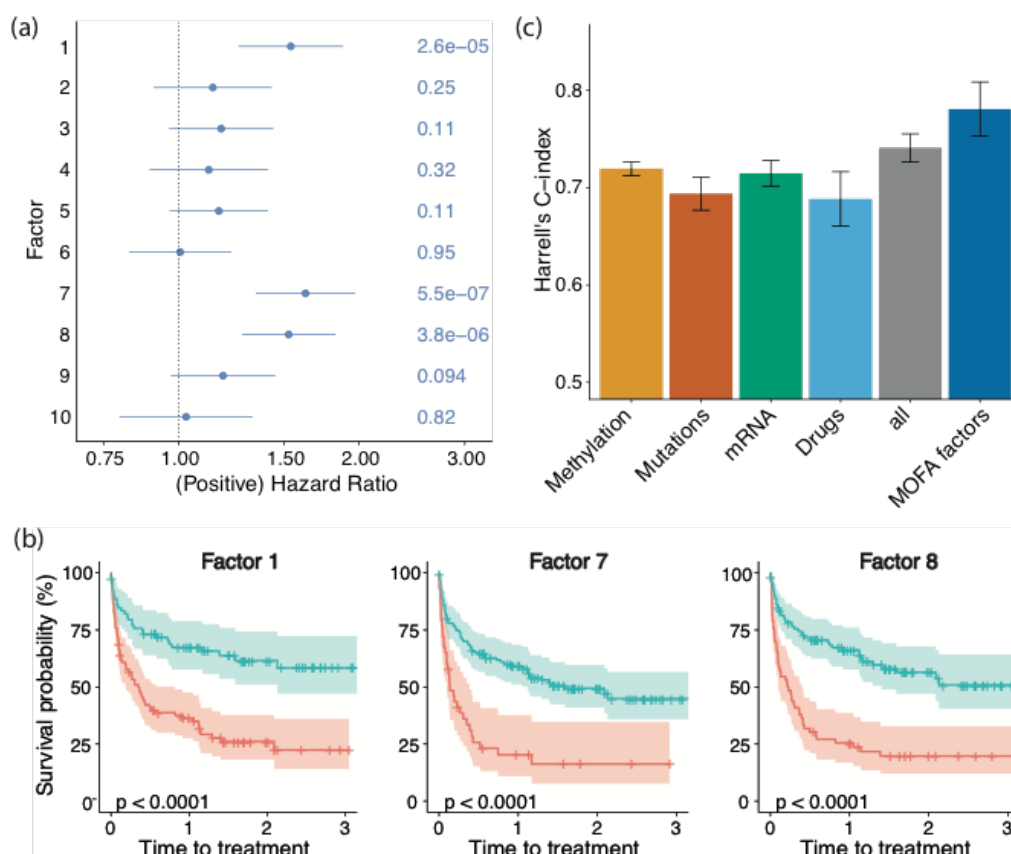 (a)
Factor
1 2.6e−05
2 0.25
3 0.11
4 0.32
5 0.11
6 0.95
7 5.5e−07
8 3.8e−06
9 0.094
10 0.82
0.75 1.00 1.50 2.00 3.00
(Positive) Hazard Ratio
(c)
Harrell's C−index
0.8
0.7
0.6
0.5
Methylation
Mutations
mRNA
Drugs
all
MOFA factors
(b)
Survival probability (%)
Factor 1
100
75
50
25
0
p < 0.0001
0 1 2 3
Time to treatment
Factor 7
100
75
50
25
0
p < 0.0001
0 1 2 3
Time to treatment
Factor 8
100
75
50
25
0
p < 0.0001
0 1 2 3
Time to treatment